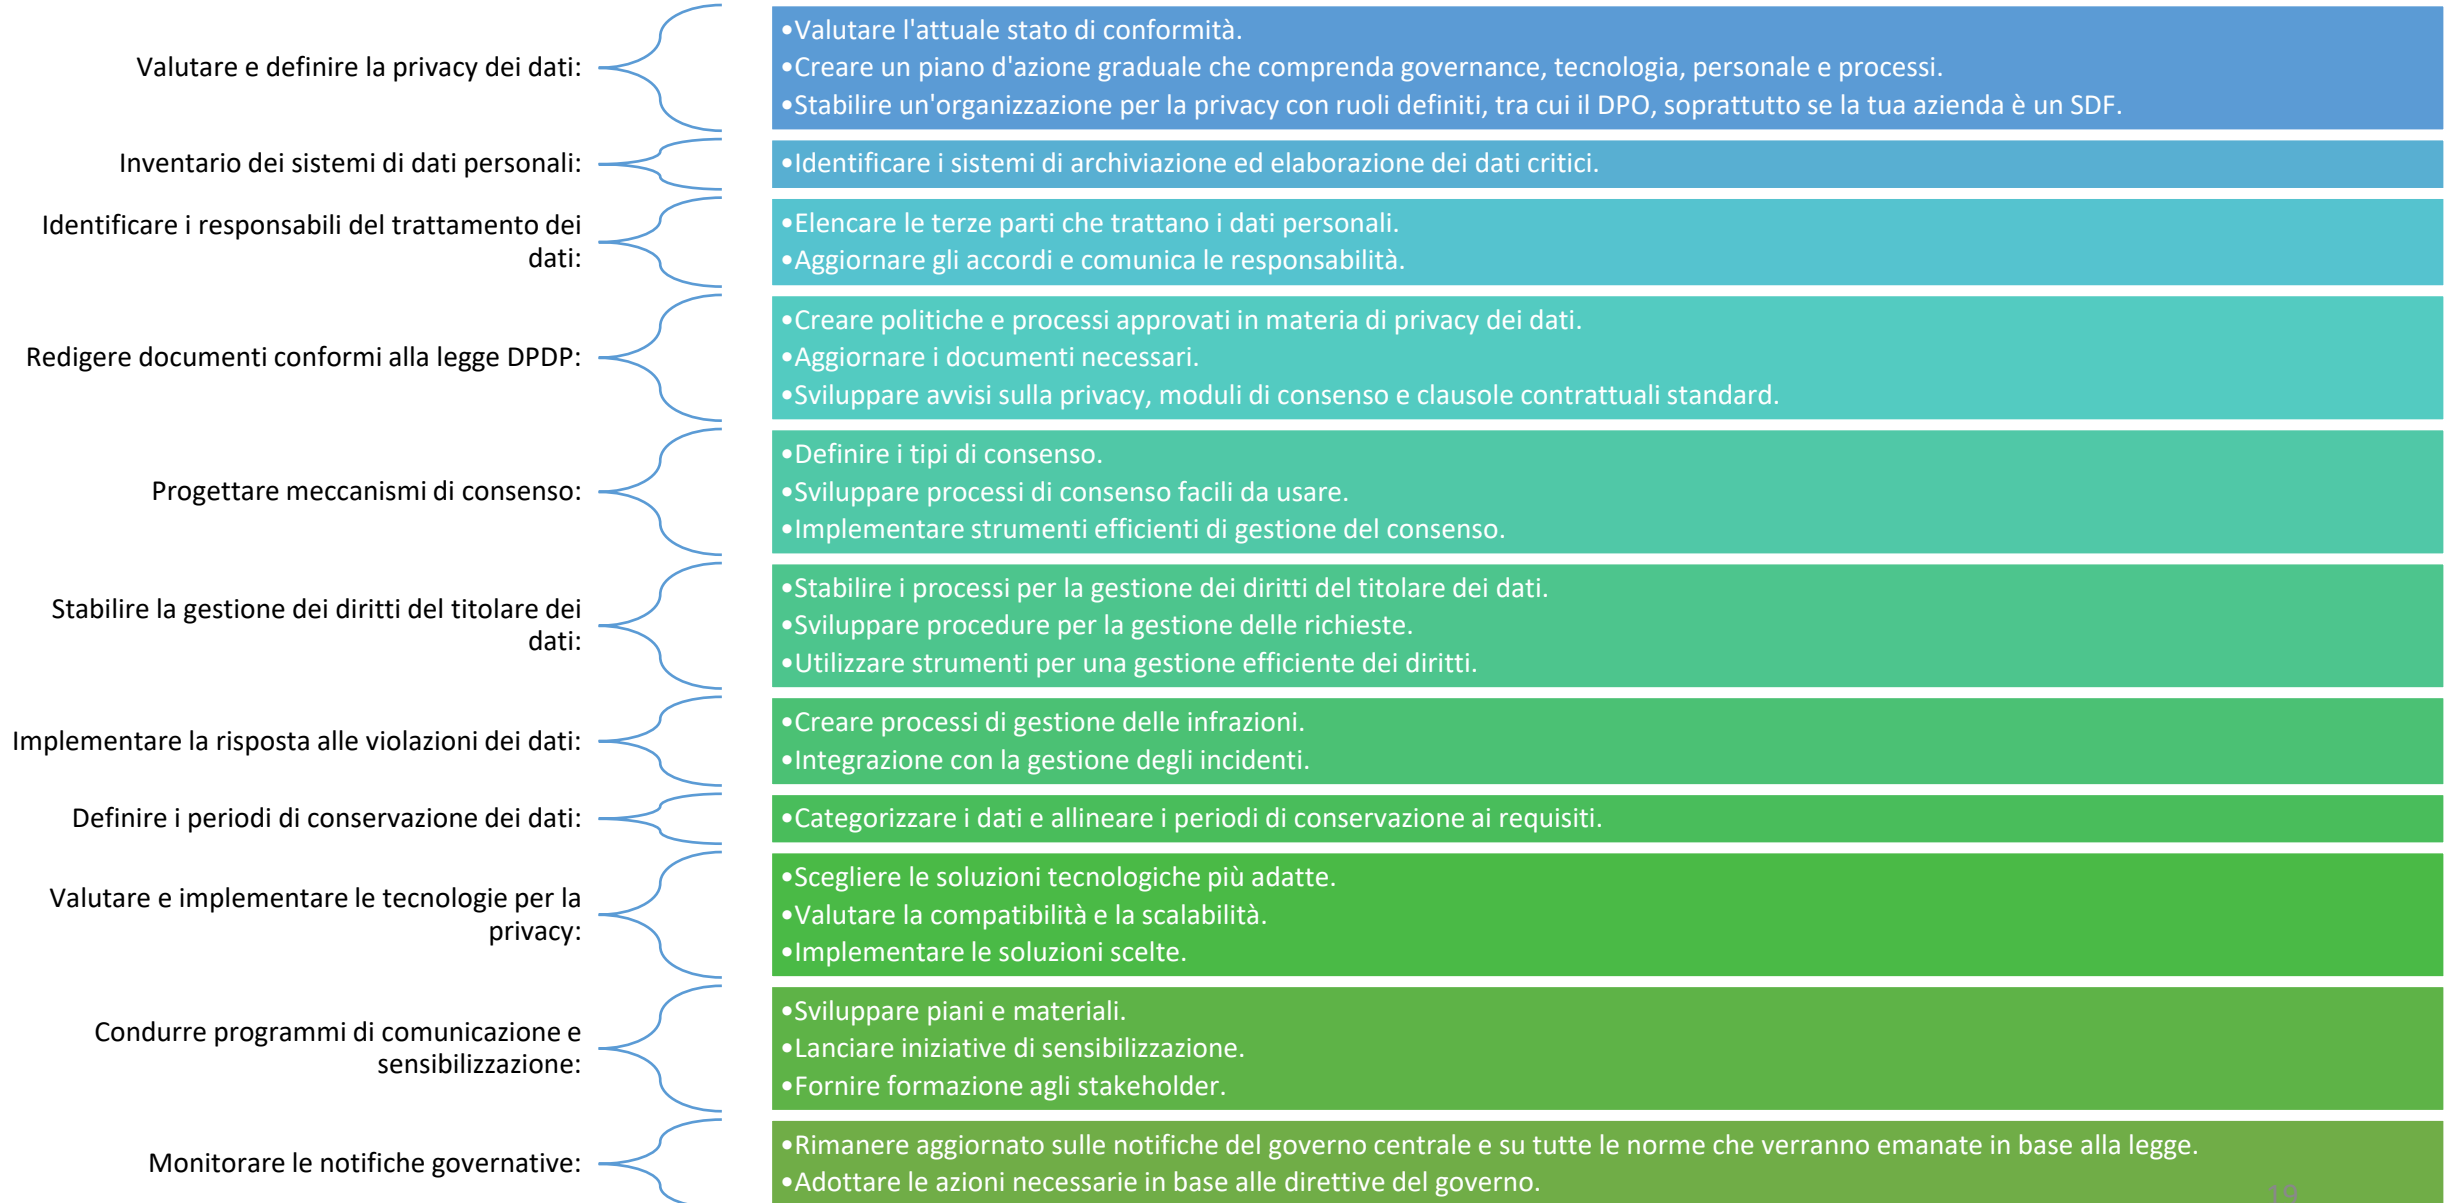 Valutare e definire la privacy dei dati:
•Valutare l'attuale stato di conformità.
•Creare un piano d'azione graduale che comprenda governance, tecnologia, personale e processi.
•Stabilire un'organizzazione per la privacy con ruoli definiti, tra cui il DPO, soprattutto se la tua azienda è un SDF.
Inventario dei sistemi di dati personali:
•Identificare i sistemi di archiviazione ed elaborazione dei dati critici.
Identificare i responsabili del trattamento dei
dati:
•Elencare le terze parti che trattano i dati personali.
•Aggiornare gli accordi e comunica le responsabilità.
Redigere documenti conformi alla legge DPDP:
•Creare politiche e processi approvati in materia di privacy dei dati.
•Aggiornare i documenti necessari.
•Sviluppare avvisi sulla privacy, moduli di consenso e clausole contrattuali standard.
Progettare meccanismi di consenso:
•Definire i tipi di consenso.
•Sviluppare processi di consenso facili da usare.
•Implementare strumenti efficienti di gestione del consenso.
Stabilire la gestione dei diritti del titolare dei
dati:
•Stabilire i processi per la gestione dei diritti del titolare dei dati.
•Sviluppare procedure per la gestione delle richieste.
•Utilizzare strumenti per una gestione efficiente dei diritti.
Implementare la risposta alle violazioni dei dati:
•Creare processi di gestione delle infrazioni.
•Integrazione con la gestione degli incidenti.
Definire i periodi di conservazione dei dati:
•Categorizzare i dati e allineare i periodi di conservazione ai requisiti.
Valutare e implementare le tecnologie per la
privacy:
•Scegliere le soluzioni tecnologiche più adatte.
•Valutare la compatibilità e la scalabilità.
•Implementare le soluzioni scelte.
Condurre programmi di comunicazione e
sensibilizzazione:
•Sviluppare piani e materiali.
•Lanciare iniziative di sensibilizzazione.
•Fornire formazione agli stakeholder.
Monitorare le notifiche governative:
•Rimanere aggiornato sulle notifiche del governo centrale e su tutte le norme che verranno emanate in base alla legge.
•Adottare le azioni necessarie in base alle direttive del governo.
19